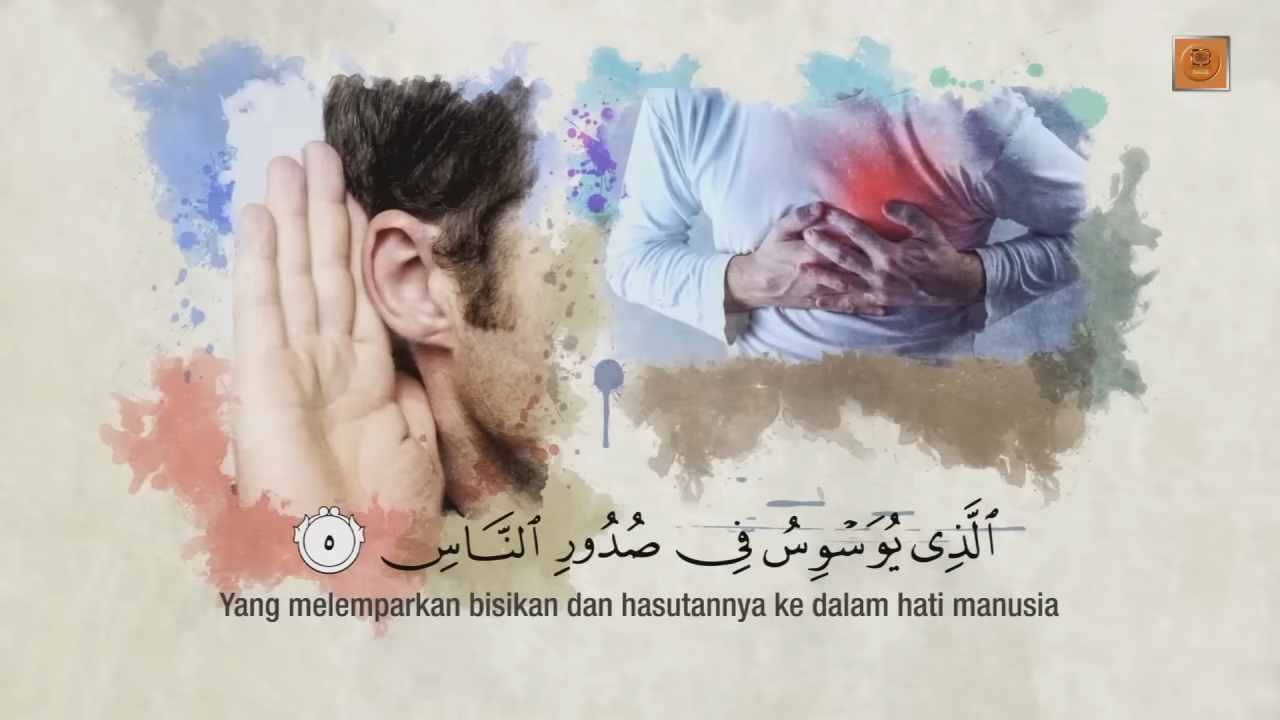 ٱلَّذِى يُوَسْوِسُ فِى صُدُورِ ٱلنَّاسِ ٥
Yang melemparkan bisikan dan hasutannya ke dalam hati manusia